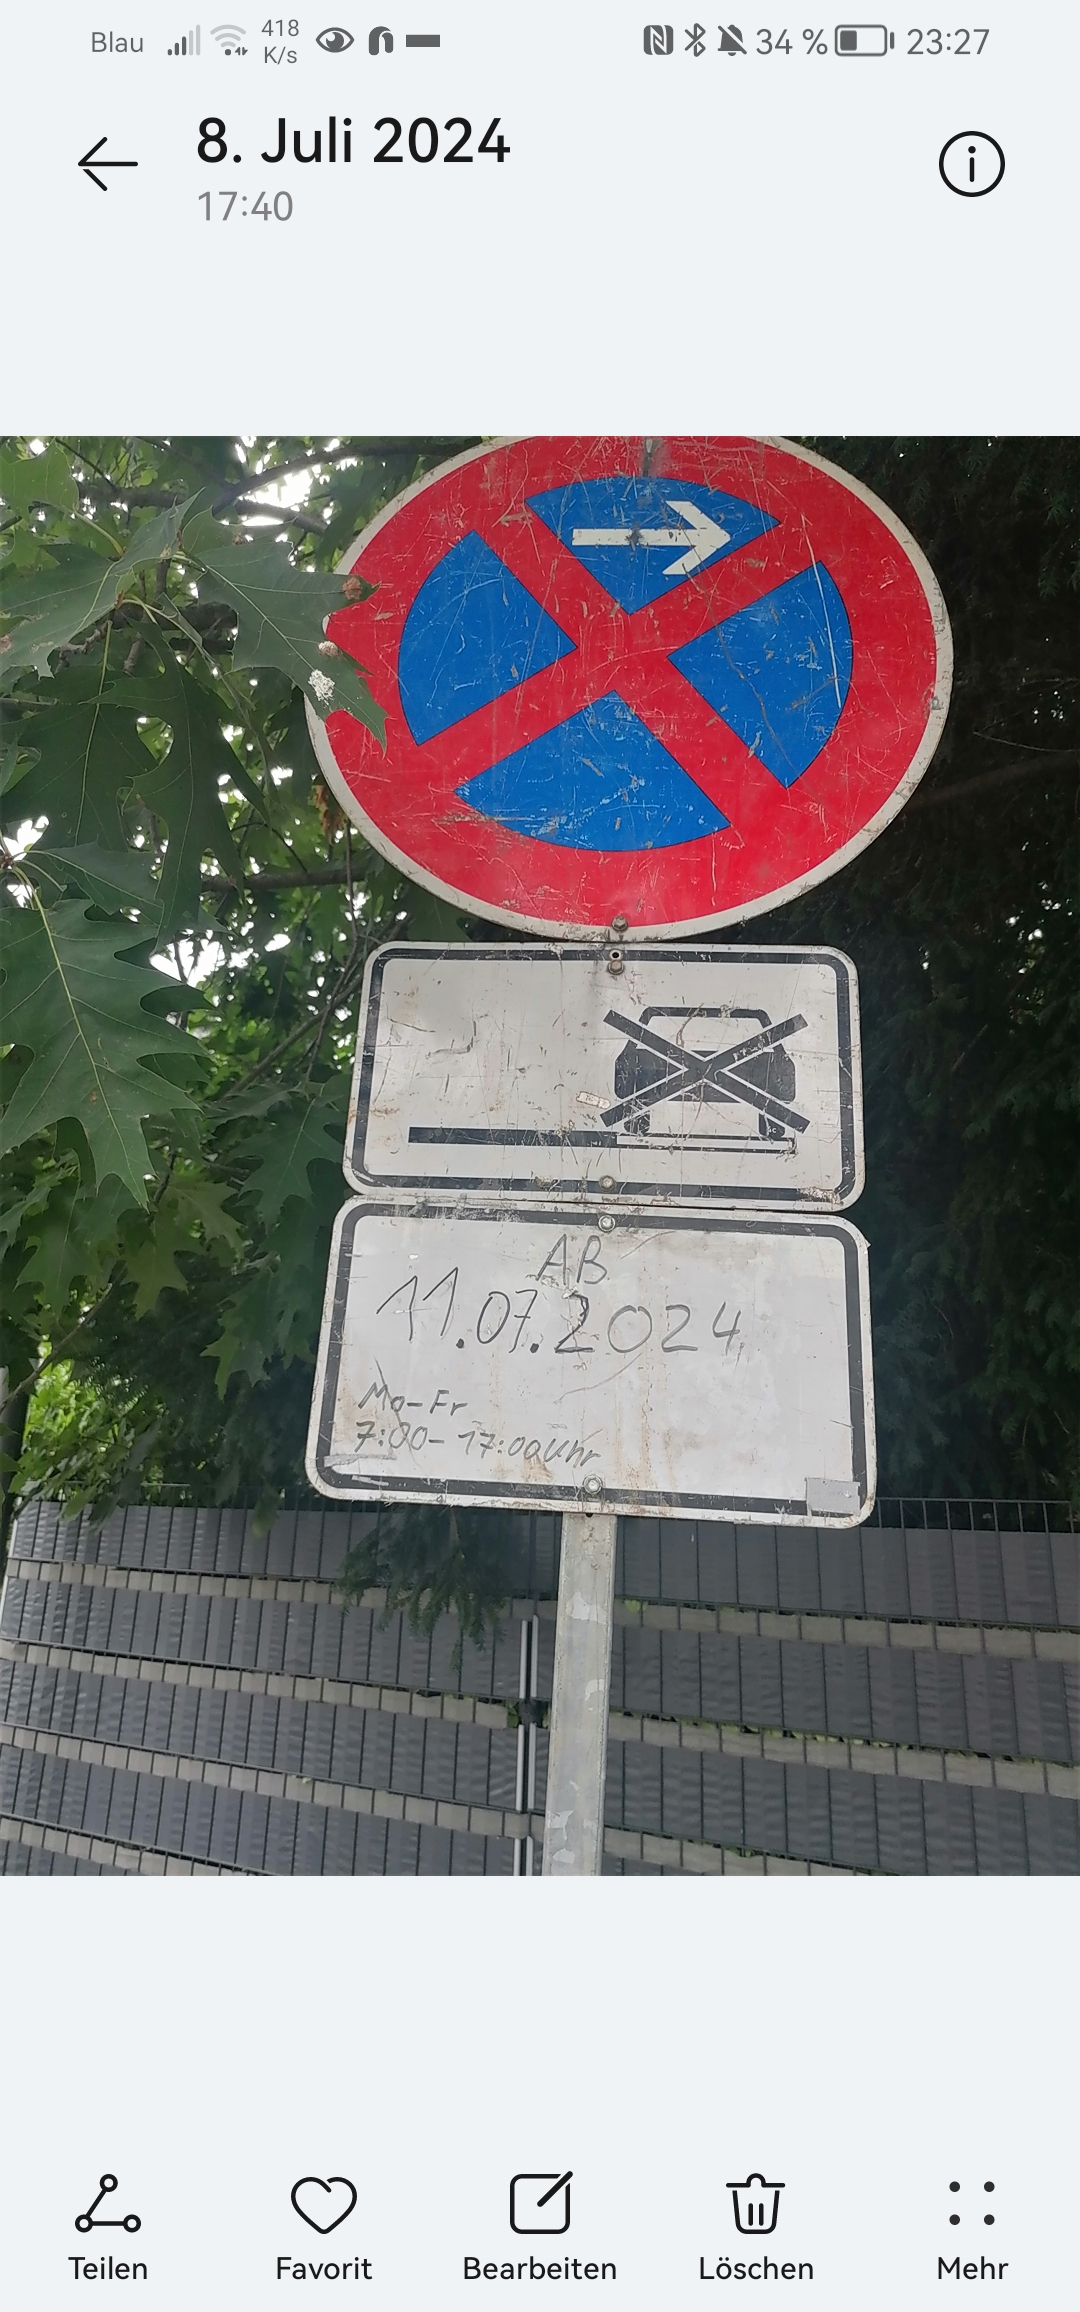 Blau
418
K/s
34 %
23:27
8. Juli 2024
17:40
AB
11.07.2024
Mo-Fr
7:00-17:00Uhr
Teilen
Favorit
Bearbeiten
Löschen
Mehr